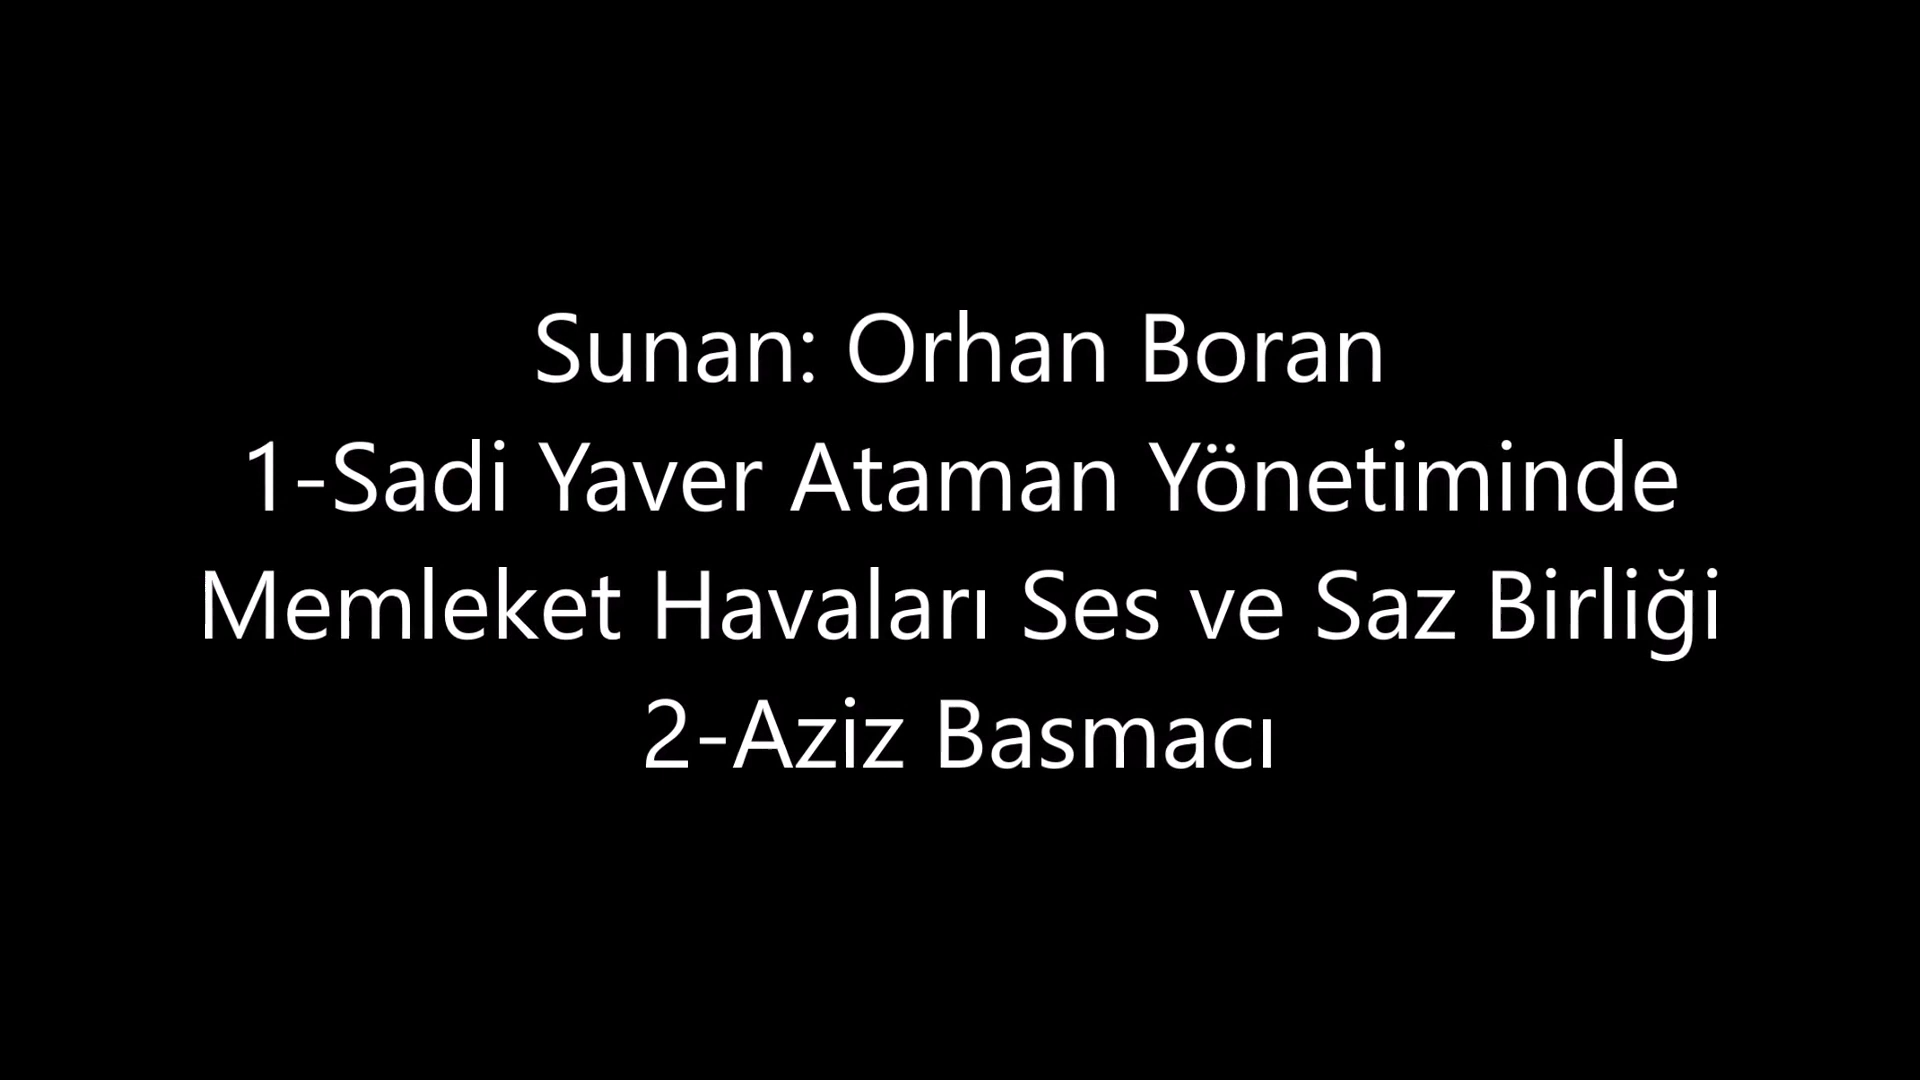 Sunan: Orhan Boran
1-Sadi Yaver Ataman Yönetiminde
Memleket Havaları Ses ve Saz Birliği
2-Aziz Basmacı